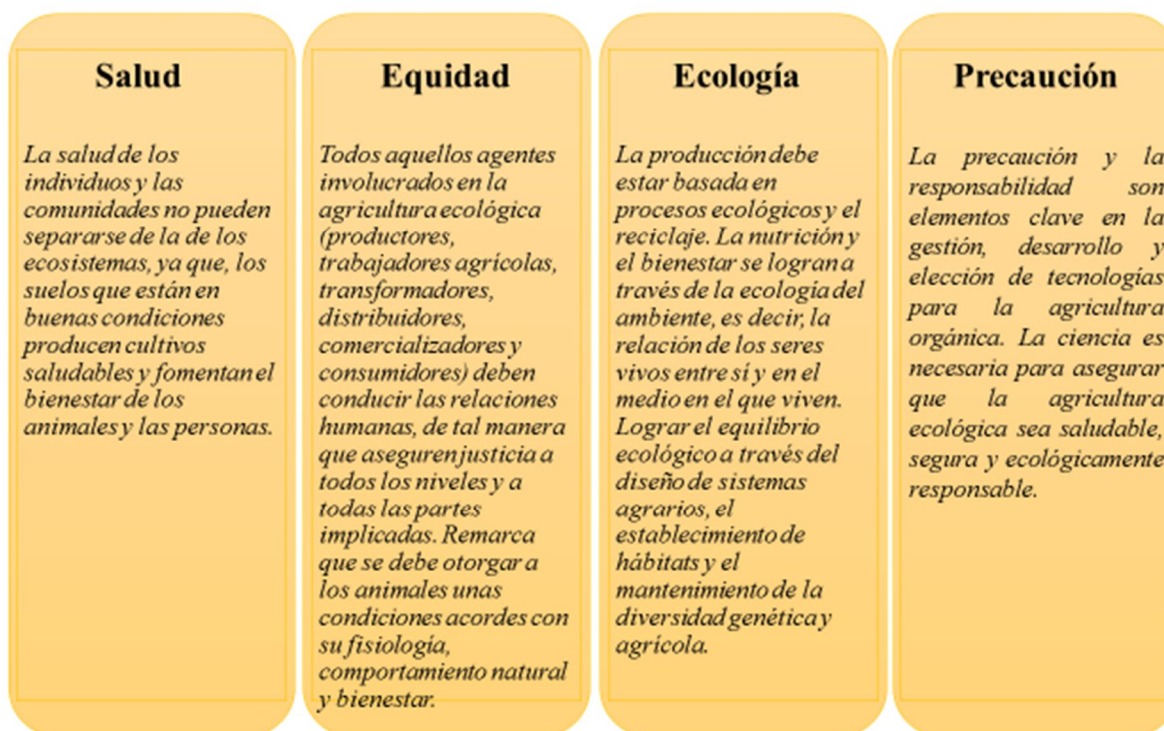 Salud
La salud de los
individuos y las
comunidades no pueden
separarse de la de los
ecosistemas, ya que, los
suelos que están en
buenas condiciones
producen cultivos
saludables y fomentan el
bienestar de los
animales y las personas.
Equidad
Todos aquellos agentes
involucrados en la
agricultura ecológica
(productores,
trabajadores agrícolas,
transformadores,
distribuidores,
comercializadores y
consumidores) deben
conducir las relaciones
humanas, de tal manera
que aseguren justicia a
todos los niveles y a
todas las partes
implicadas. Remarca
que se debe otorgar a
los animales unas
condiciones acordes con
su fisiología,
comportamiento natural
y bienestar.
Ecología
La producción debe
estar basada en
procesos ecológicos y el
reciclaje. La nutrición y
el bienestar se logran a
través de la ecología del
ambiente, es decir, la
relación de los seres
vivos entre sí y en el
medio en el que viven.
Lograr el equilibrio
ecológico a través del
diseño de sistemas
agrarios, el
establecimiento de
hábitats y el
mantenimiento de la
diversidad genética y
agrícola.
Precaución
La precaución y la
responsabilidad son
elementos clave en la
gestión, desarrollo y
elección de tecnologías
para la agricultura
orgánica. La ciencia es
necesaria para asegurar
que la agricultura
ecológica sea saludable,
segura y ecológicamente
responsable.